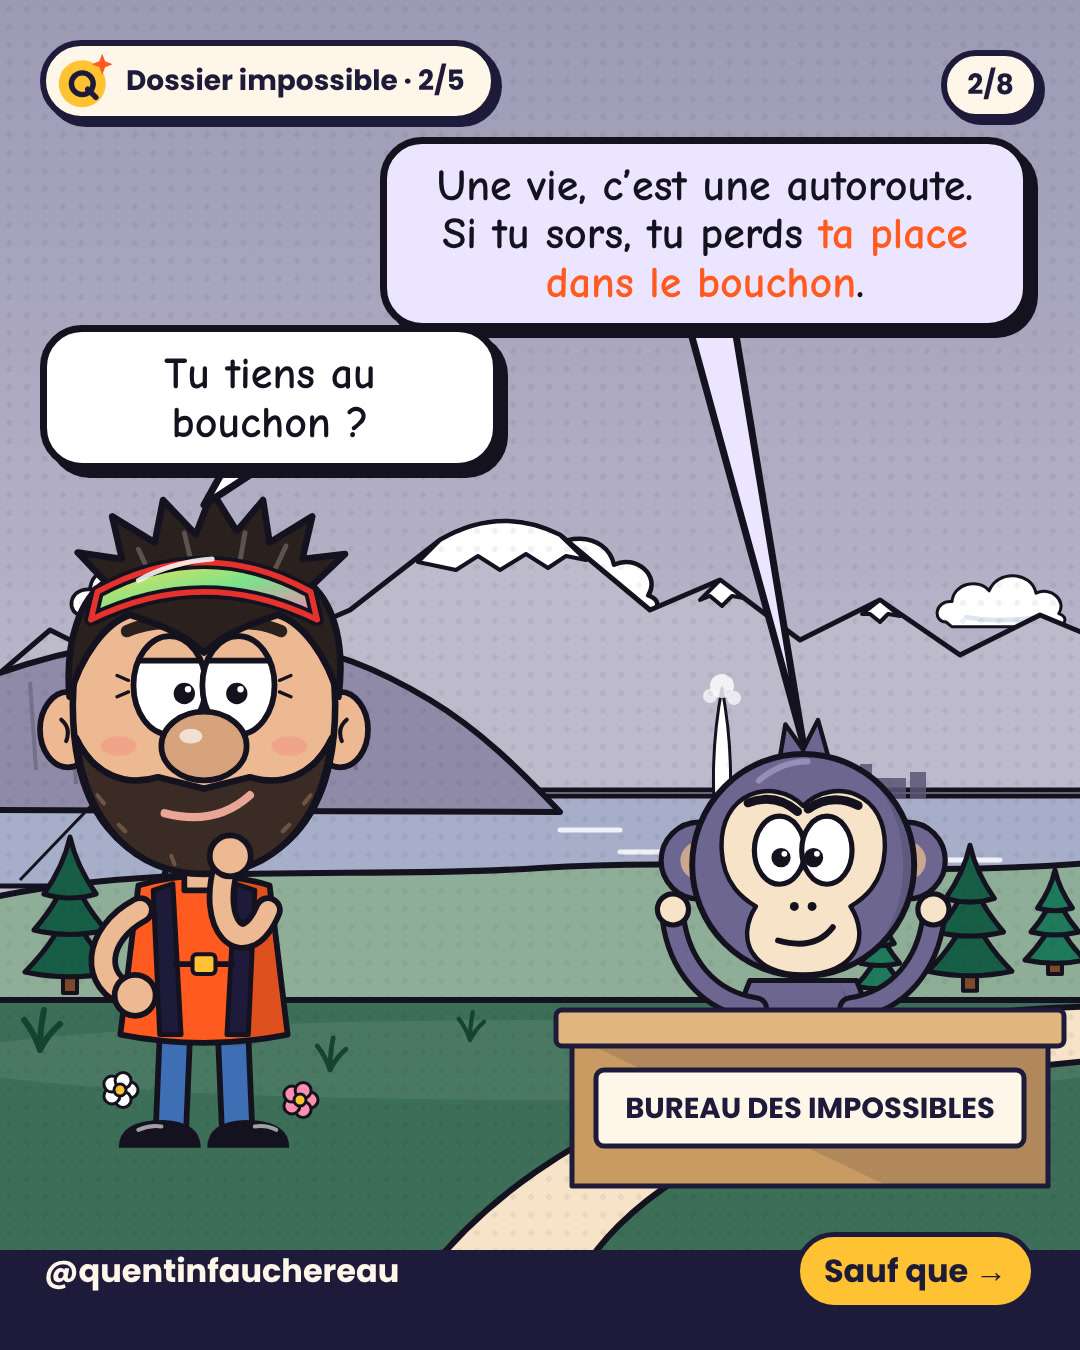 Q
Dossier impossible · 2/5
2/8
Une vie, c’est une autoroute.
Si tu sors, tu perds ta place
dans le bouchon.
Tu tiens au
bouchon ?
BUREAU DES IMPOSSIBLES
@quentinfauchereau
Sauf que →